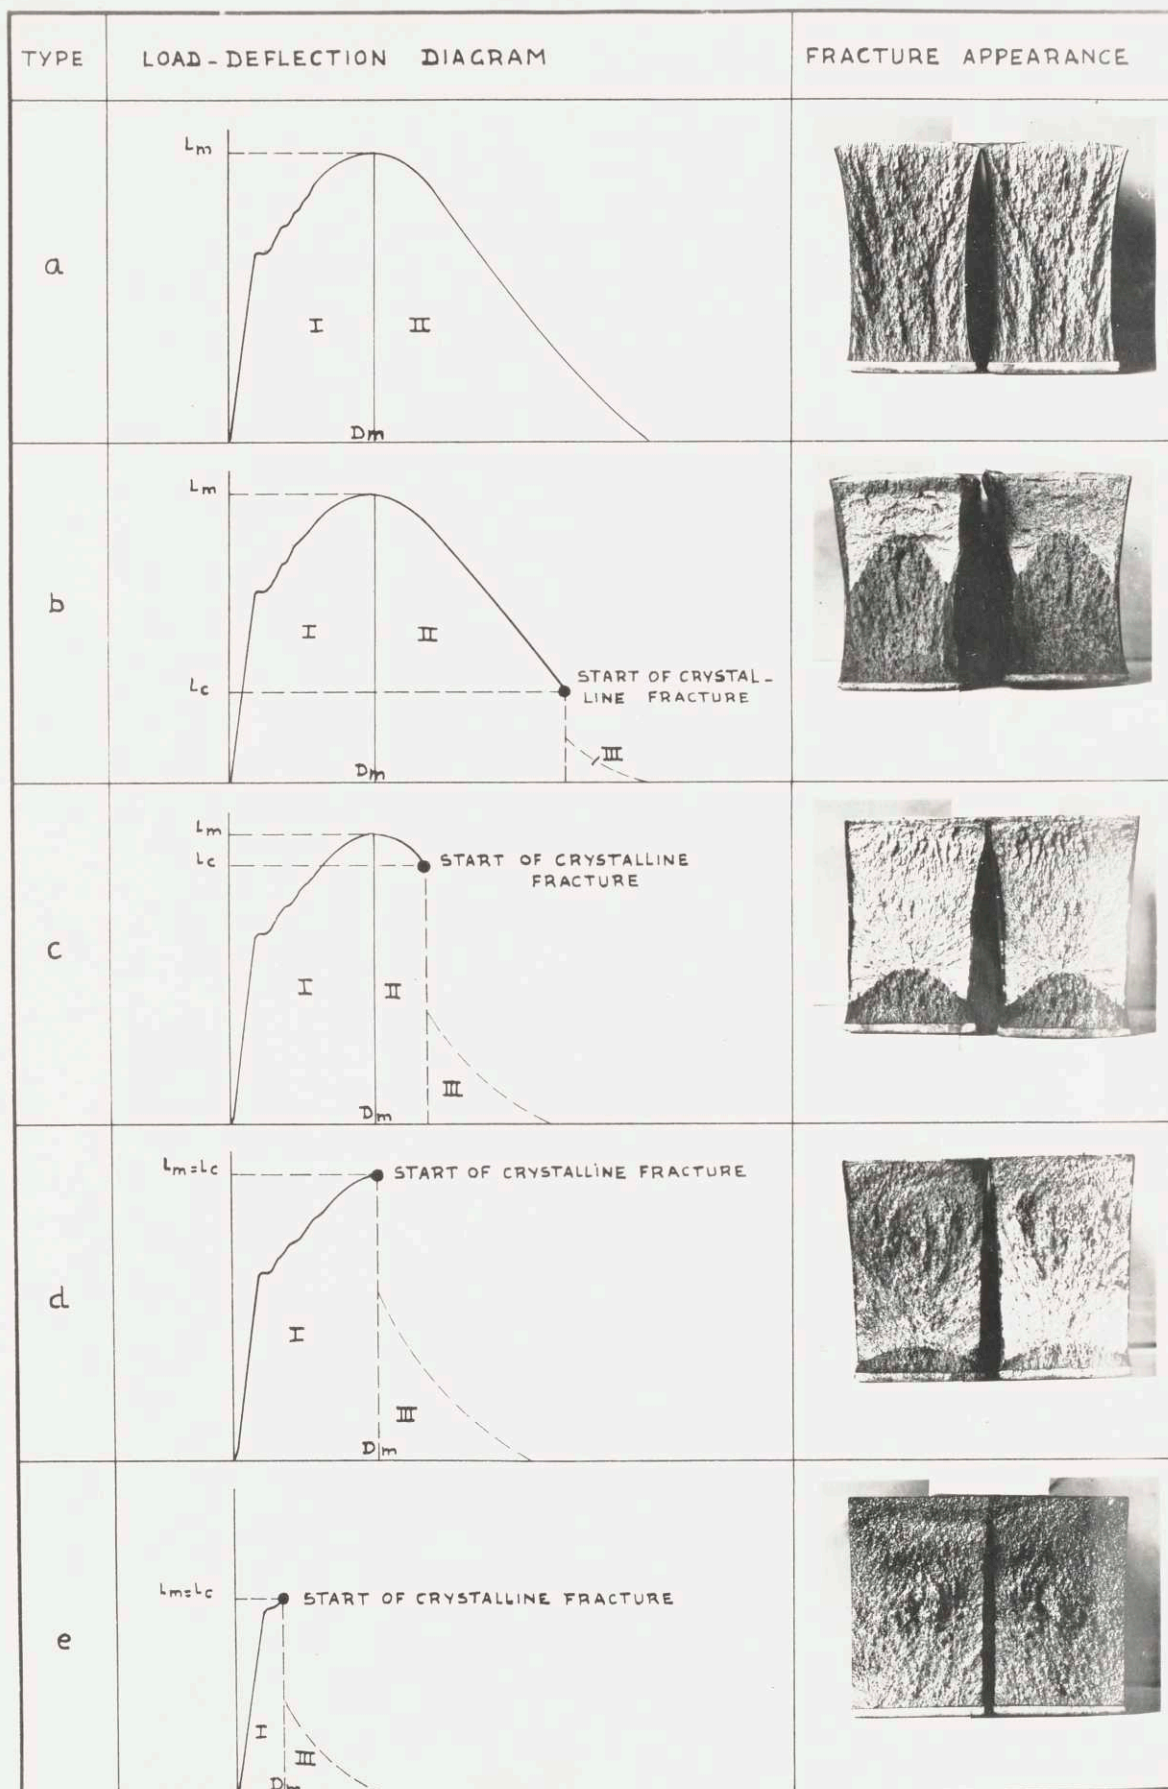 TYPE
LOAD-DEFLECTION DIAGRAM
FRACTURE APPEARANCE
a
Lm
I
II
Dm
b
Lm
I
II
Lc
START OF CRYSTAL-
LINE FRACTURE
III
Dm
c
Lm
Lc
START OF CRYSTALLINE
FRACTURE
I
II
III
Dm
d
Lm=Lc
START OF CRYSTALLINE FRACTURE
I
III
Dm
e
Lm=Lc
START OF CRYSTALLINE FRACTURE
I
III
Dm